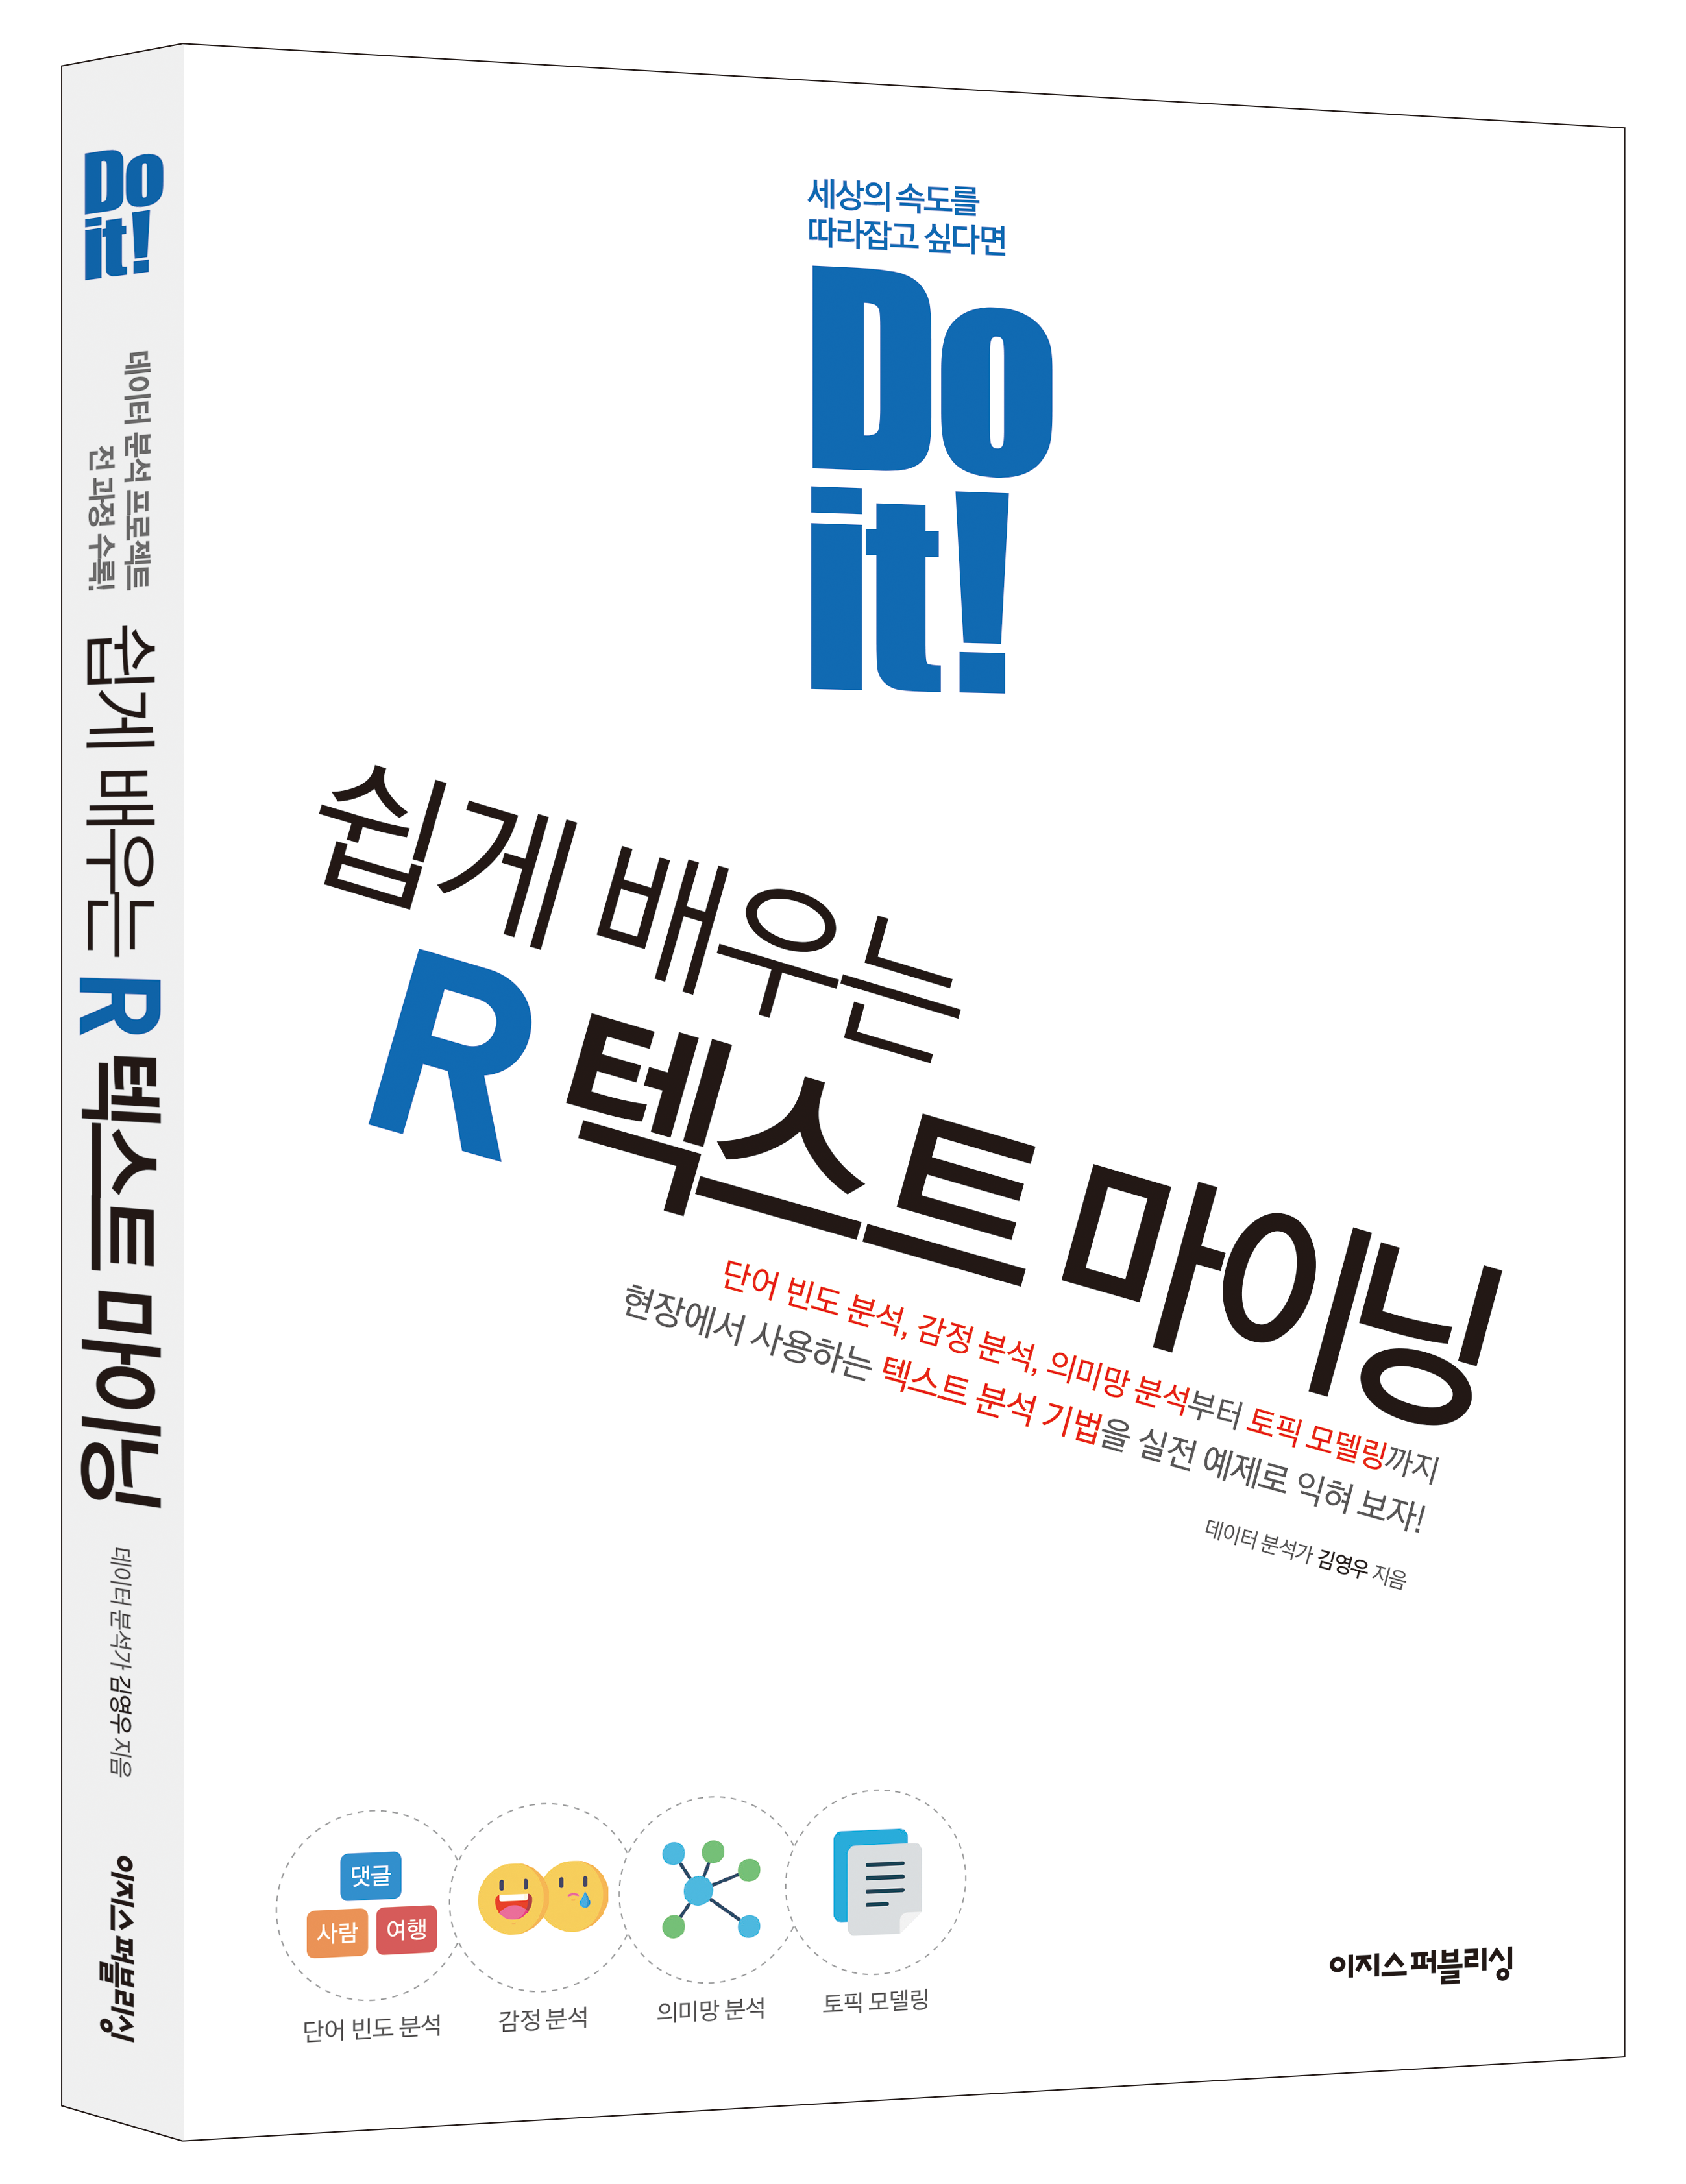 Do
it!
데이터 분석 프로젝트
전 과정 수록!
쉽게 배우는 R 텍스트 마이닝
데이터 분석가 김영우 지음
이지스 퍼블리싱
세상의 속도를
따라잡고 싶다면
Do
it!
쉽게 배우는
R 텍스트 마이닝
단어 빈도 분석, 감정 분석, 의미망 분석부터 토픽 모델링까지
현장에서 사용하는 텍스트 분석 기법을 실전 예제로 익혀 보자!
데이터 분석가 김영우 지음
댓글
사람 여행
단어 빈도 분석
감정 분석
의미망 분석
토픽 모델링
이지스 퍼블리싱